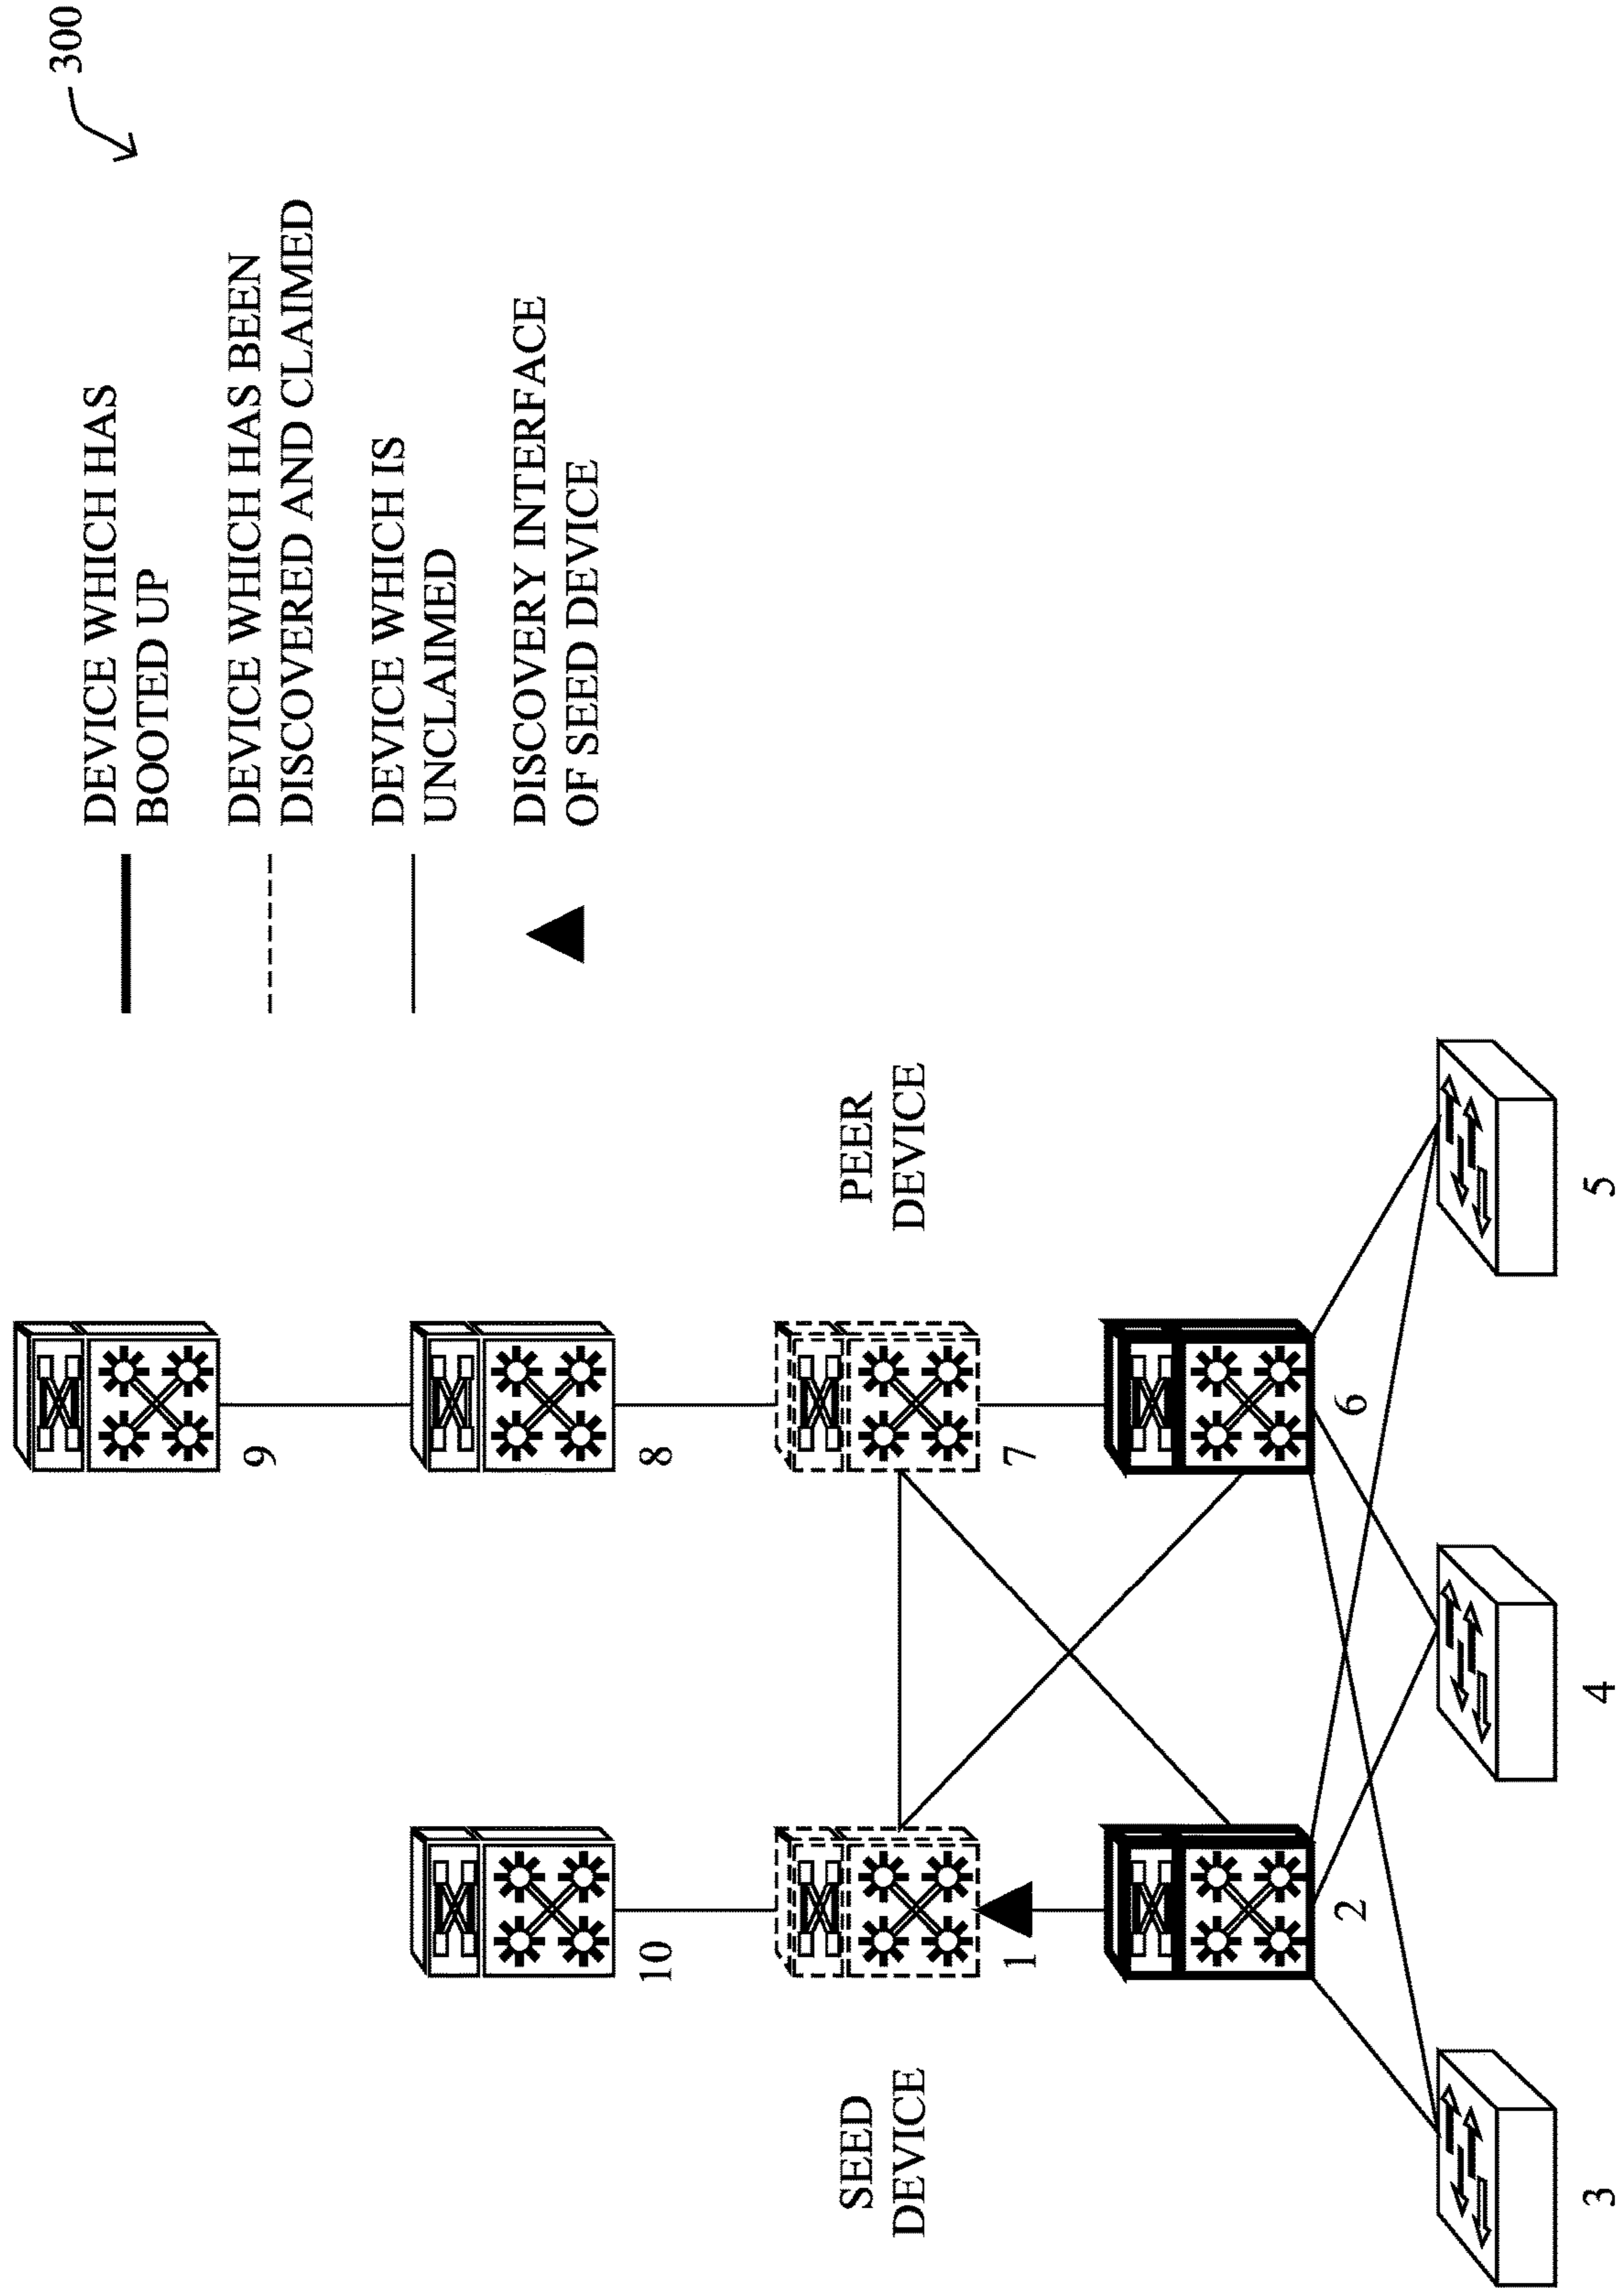 300
DEVICE WHICH HAS
BOOTED UP
DEVICE WHICH HAS BEEN
DISCOVERED AND CLAIMED
DEVICE WHICH IS
UNCLAIMED
DISCOVERY INTERFACE
OF SEED DEVICE
9
10
8
SEED
DEVICE
PEER
DEVICE
1
7
2
6
3
4
5